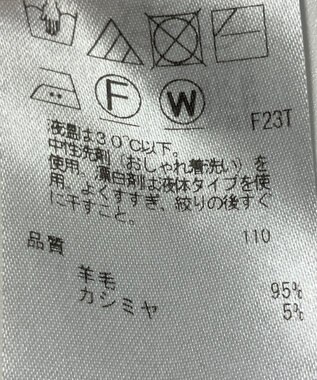 F
W
F23T
液温は30℃以下。
中性洗剤（おしゃれ着洗い）を
使用、漂白剤は液体タイプを使
用、よくすすぎ、絞りの後すぐ
に干すこと。
品質
110
羊毛 95%
カシミヤ 5%